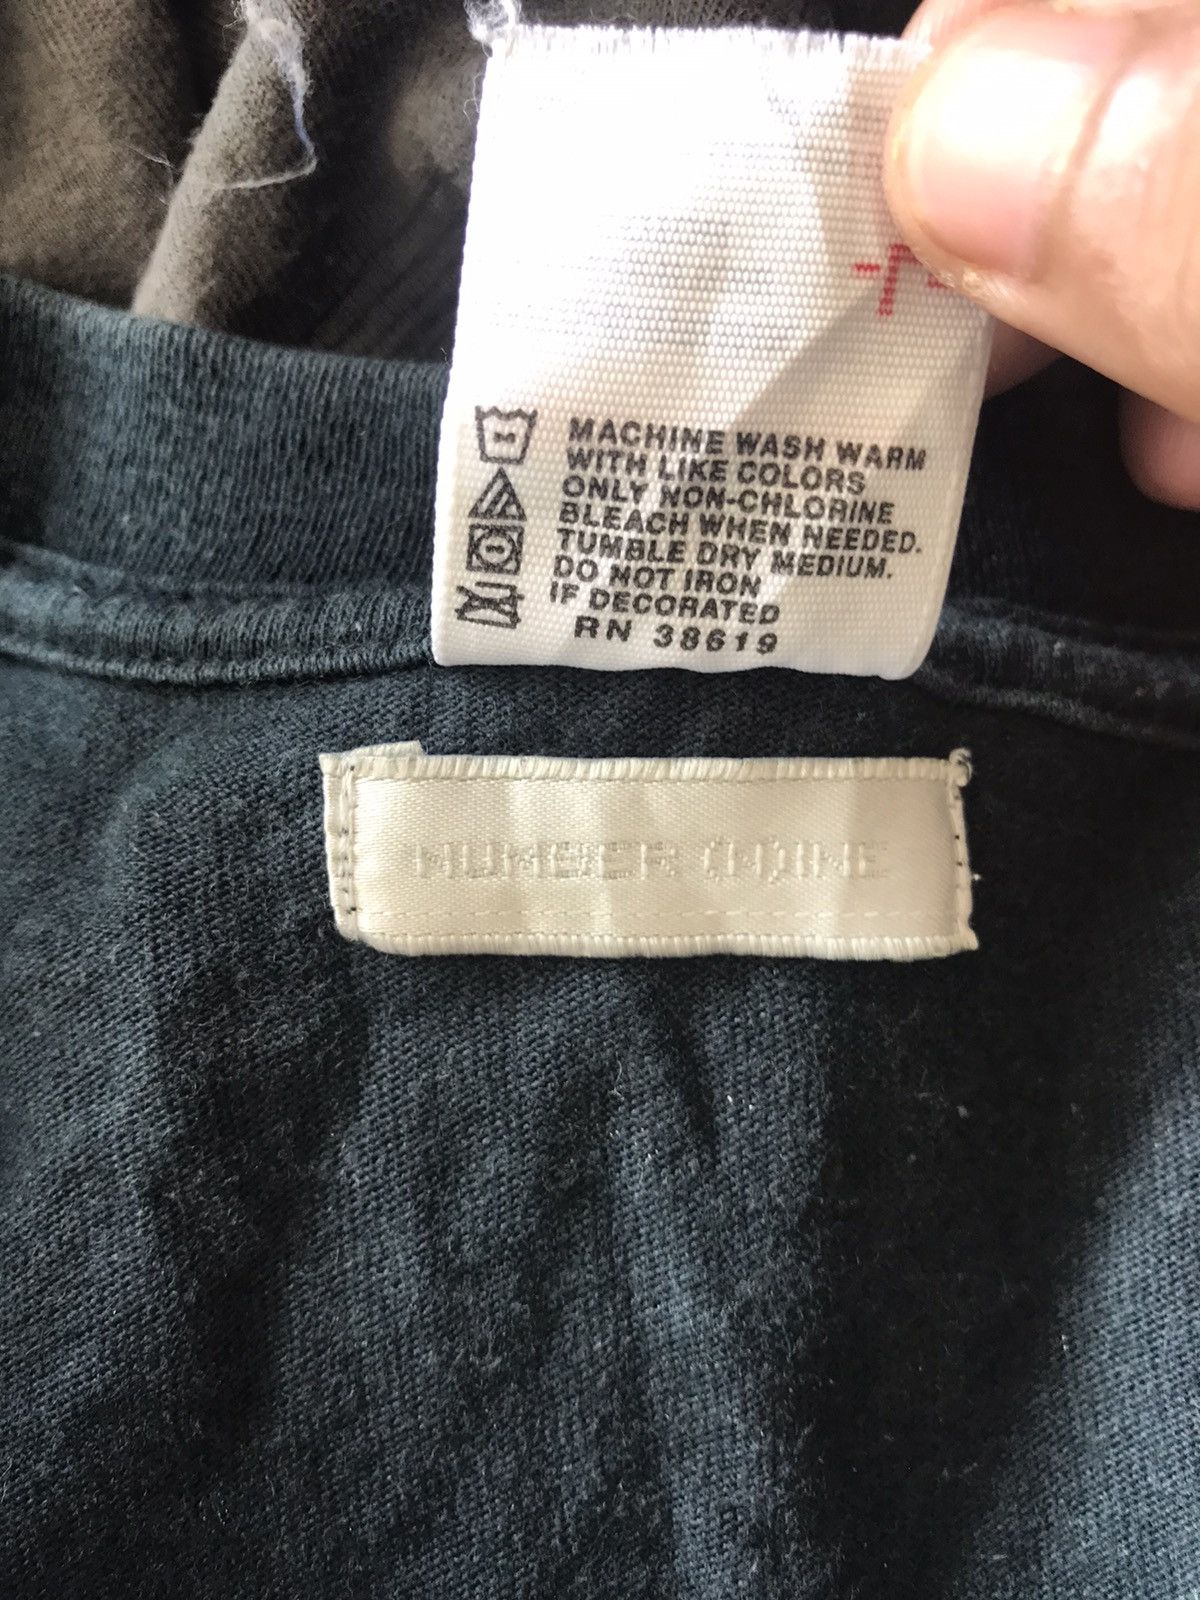 MACHINE WASH WARM
WITH LIKE COLORS
ONLY NON-CHLORINE
BLEACH WHEN NEEDED.
TUMBLE DRY MEDIUM.
DO NOT IRON
IF DECORATED
RN 38619
NUMBER (N)INE